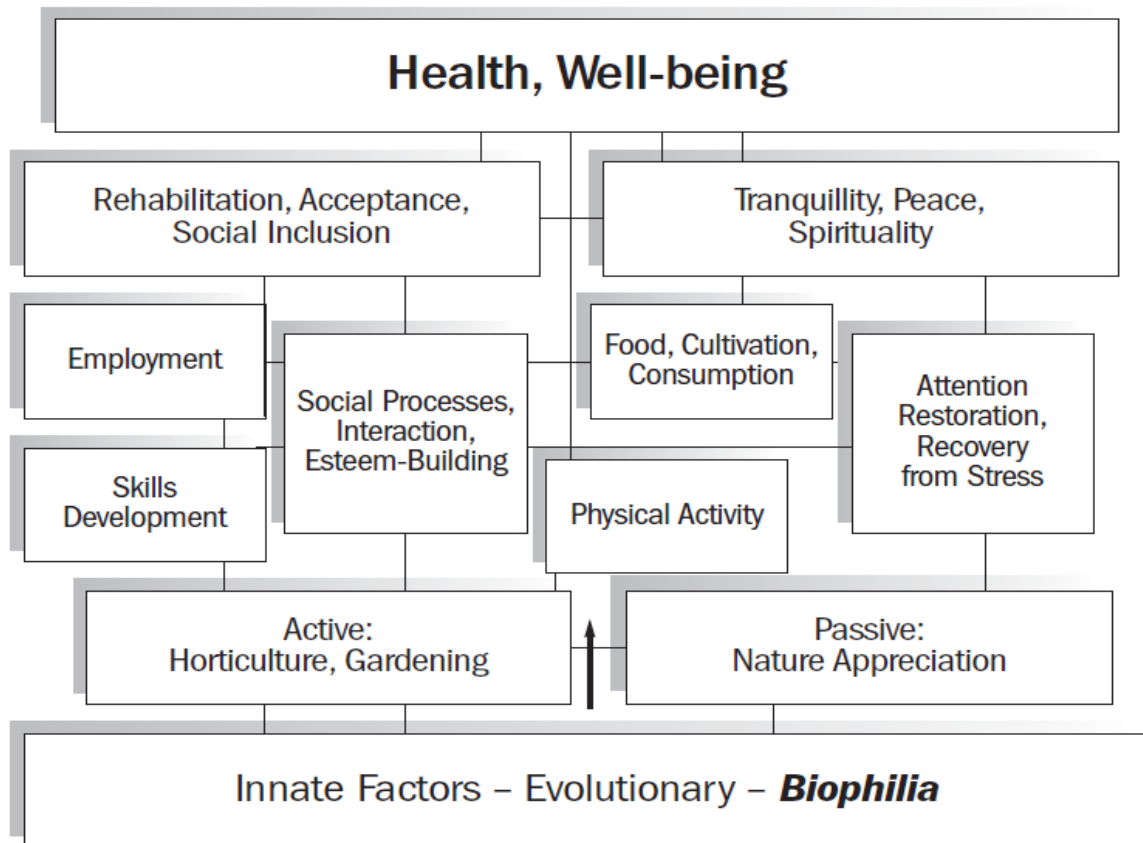 Health, Well-being
Rehabilitation, Acceptance,
Social Inclusion
Tranquillity, Peace,
Spirituality
Employment
Social Processes,
Interaction,
Esteem-Building
Food, Cultivation,
Consumption
Attention
Restoration,
Recovery
from Stress
Skills
Development
Physical Activity
Active:
Horticulture, Gardening
Passive:
Nature Appreciation
Innate Factors – Evolutionary – Biophilia